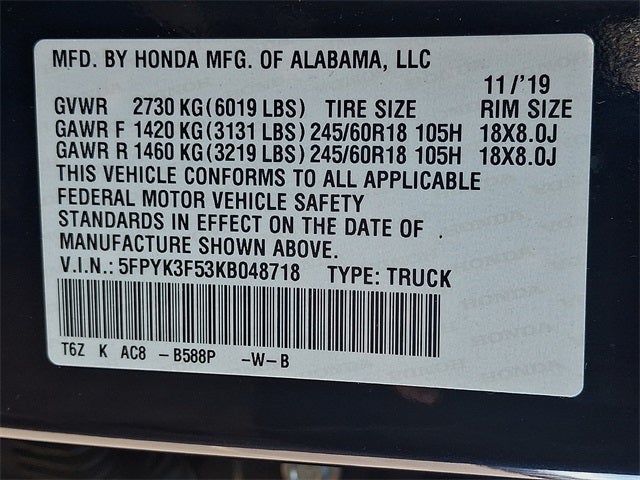 MFD. BY HONDA MFG. OF ALABAMA, LLC
11/'19
GVWR 2730 KG (6019 LBS) TIRE SIZE RIM SIZE
GAWR F 1420 KG (3131 LBS) 245/60R18 105H 18X8.0J
GAWR R 1460 KG (3219 LBS) 245/60R18 105H 18X8.0J
THIS VEHICLE CONFORMS TO ALL APPLICABLE
FEDERAL MOTOR VEHICLE SAFETY
STANDARDS IN EFFECT ON THE DATE OF
MANUFACTURE SHOWN ABOVE.
V.I.N.: 5FPYK3F53KB048718 TYPE: TRUCK
T6Z K AC8 – B588P –W–B